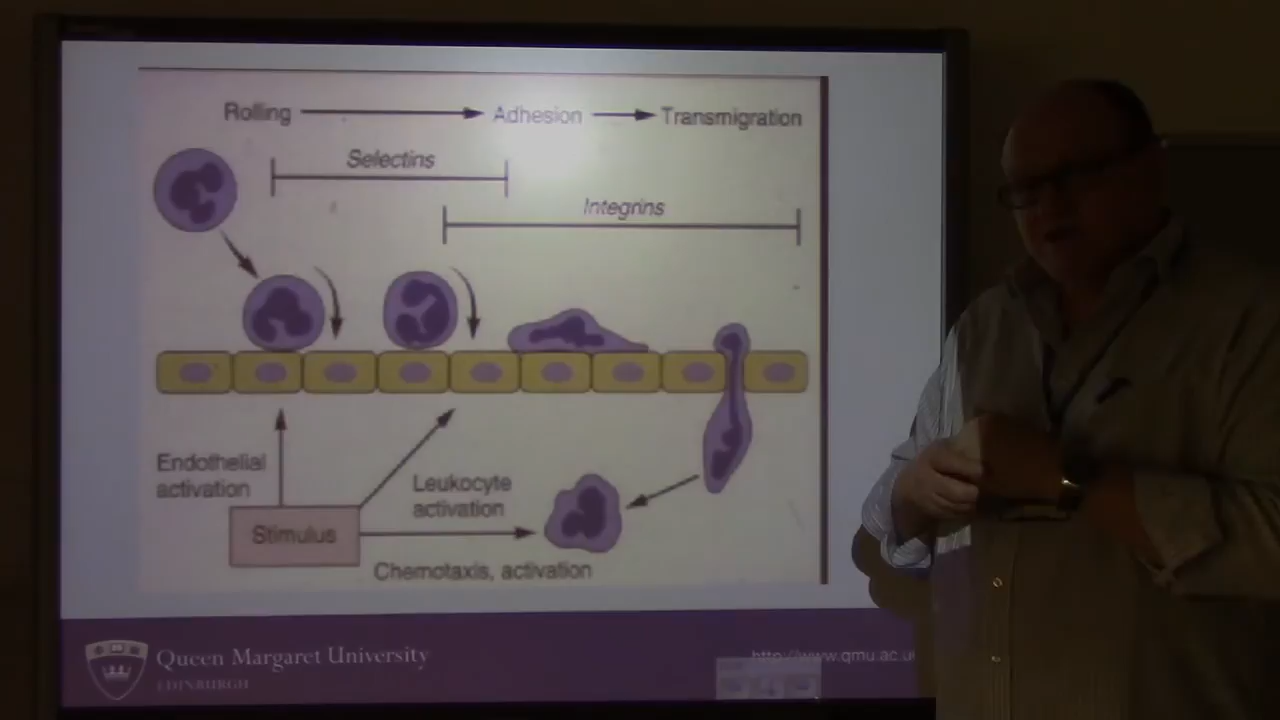 Rolling Adhesion Transmigration
Selectins
Integrins
Endothelial
activation
Leukocyte
activation
Stimulus
Chemotaxis, activation
Queen Margaret University
EDINBURGH
http://www.qmu.ac.u